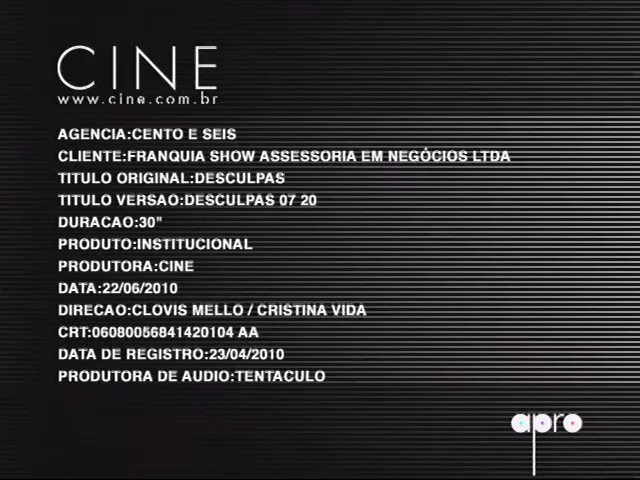 CINE
www.cine.com.br
AGENCIA:CENTO E SEIS
CLIENTE:FRANQUIA SHOW ASSESSORIA EM NEGÓCIOS LTDA
TITULO ORIGINAL:DESCULPAS
TITULO VERSAO:DESCULPAS 07 20
DURACAO:30"
PRODUTO:INSTITUCIONAL
PRODUTORA:CINE
DATA:22/06/2010
DIRECAO:CLOVIS MELLO / CRISTINA VIDA
CRT:06080056841420104 AA
DATA DE REGISTRO:23/04/2010
PRODUTORA DE AUDIO:TENTACULO
apro